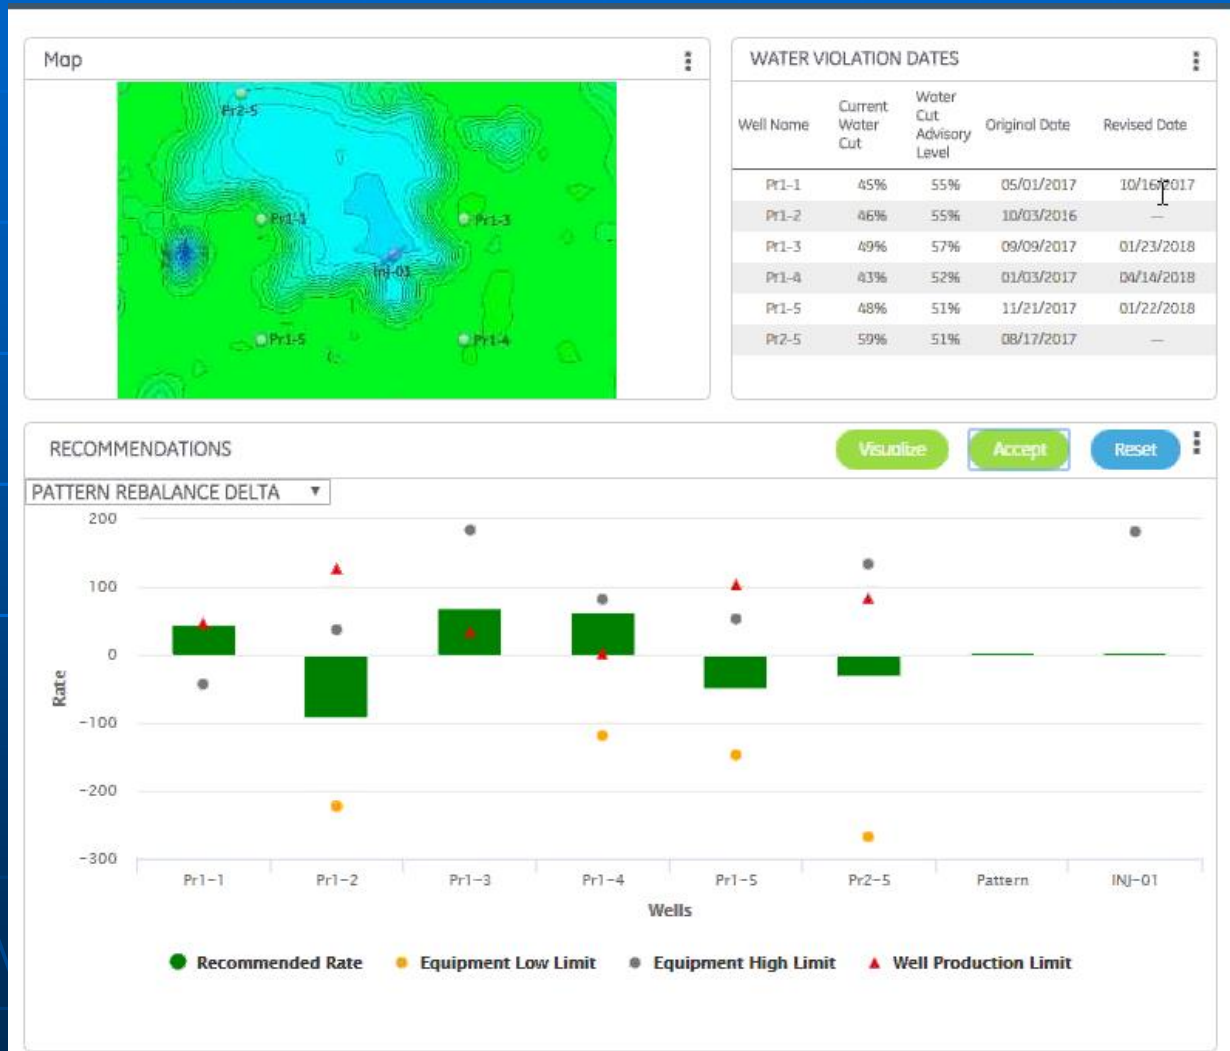 Map
Pr2-5
Pr1-3
Inj-01
Pr1-5
Pr1-4
WATER VIOLATION DATES
Well Name
Current Water Cut
Water Cut Advisory Level
Original Date
Revised Date
Pr1-1 45% 55% 05/01/2017 10/16/2017
Pr1-2 46% 55% 10/03/2016 —
Pr1-3 49% 57% 09/09/2017 01/23/2018
Pr1-4 43% 52% 01/03/2017 04/14/2018
Pr1-5 48% 51% 11/21/2017 01/22/2018
Pr2-5 59% 51% 08/17/2017 —
RECOMMENDATIONS
Visualize
Accept
Reset
PATTERN REBALANCE DELTA
200
100
0
-100
-200
-300
Rate
Pr1-1 Pr1-2 Pr1-3 Pr1-4 Pr1-5 Pr2-5 Pattern INJ-01
Wells
Recommended Rate Equipment Low Limit Equipment High Limit Well Production Limit